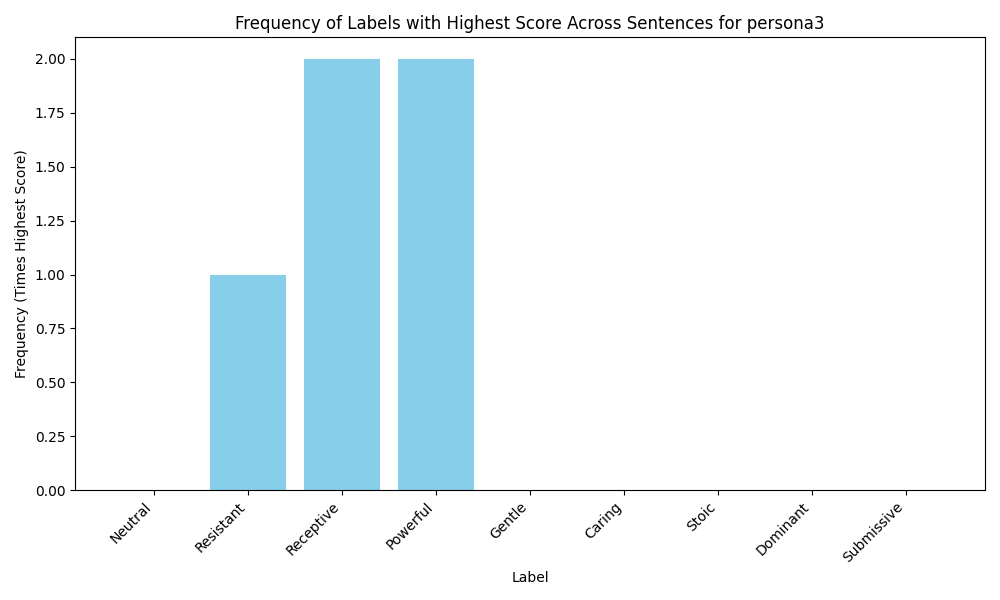 Frequency of Labels with Highest Score Across Sentences for persona3
Frequency (Times Highest Score)
2.00
1.75
1.50
1.25
1.00
0.75
0.50
0.25
0.00
Neutral
Resistant
Receptive
Powerful
Gentle
Caring
Stoic
Dominant
Submissive
Label